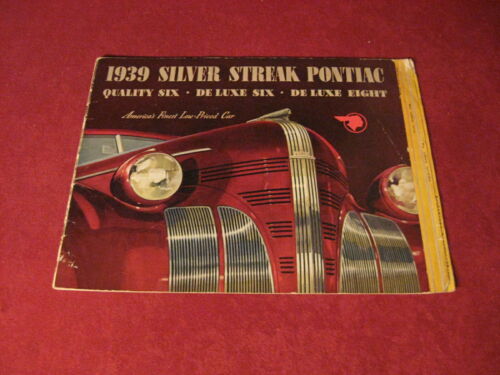 1939 SILVER STREAK PONTIAC
QUALITY SIX · DE LUXE SIX · DE LUXE EIGHT
America's Finest Low-Priced Car